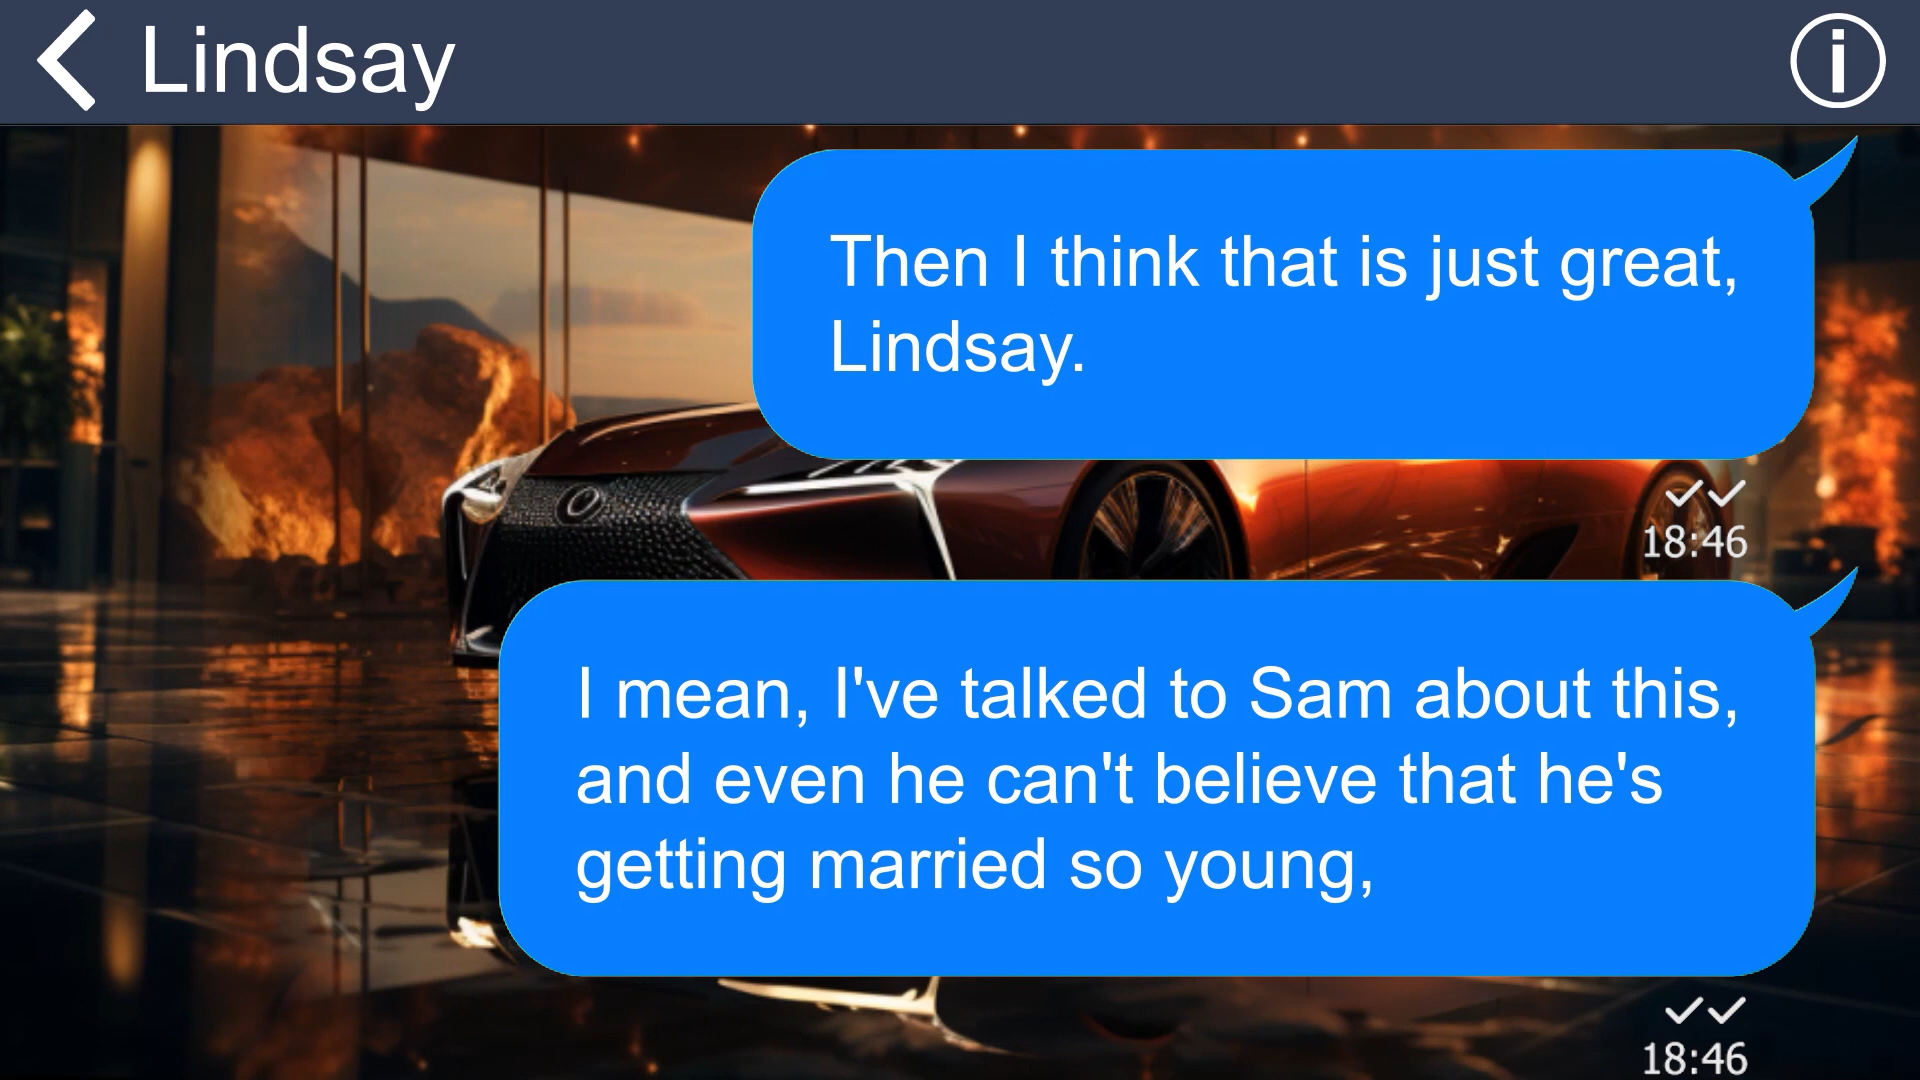 Lindsay
Then I think that is just great,
Lindsay.
18:46
I mean, I've talked to Sam about this,
and even he can't believe that he's
getting married so young,
18:46